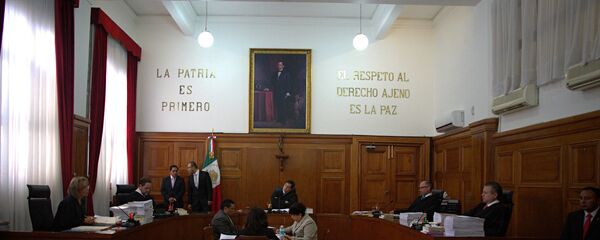 LA PATRIA
ES
PRIMERO
EL RESPETO AL
DERECHO AJENO
ES LA PAZ